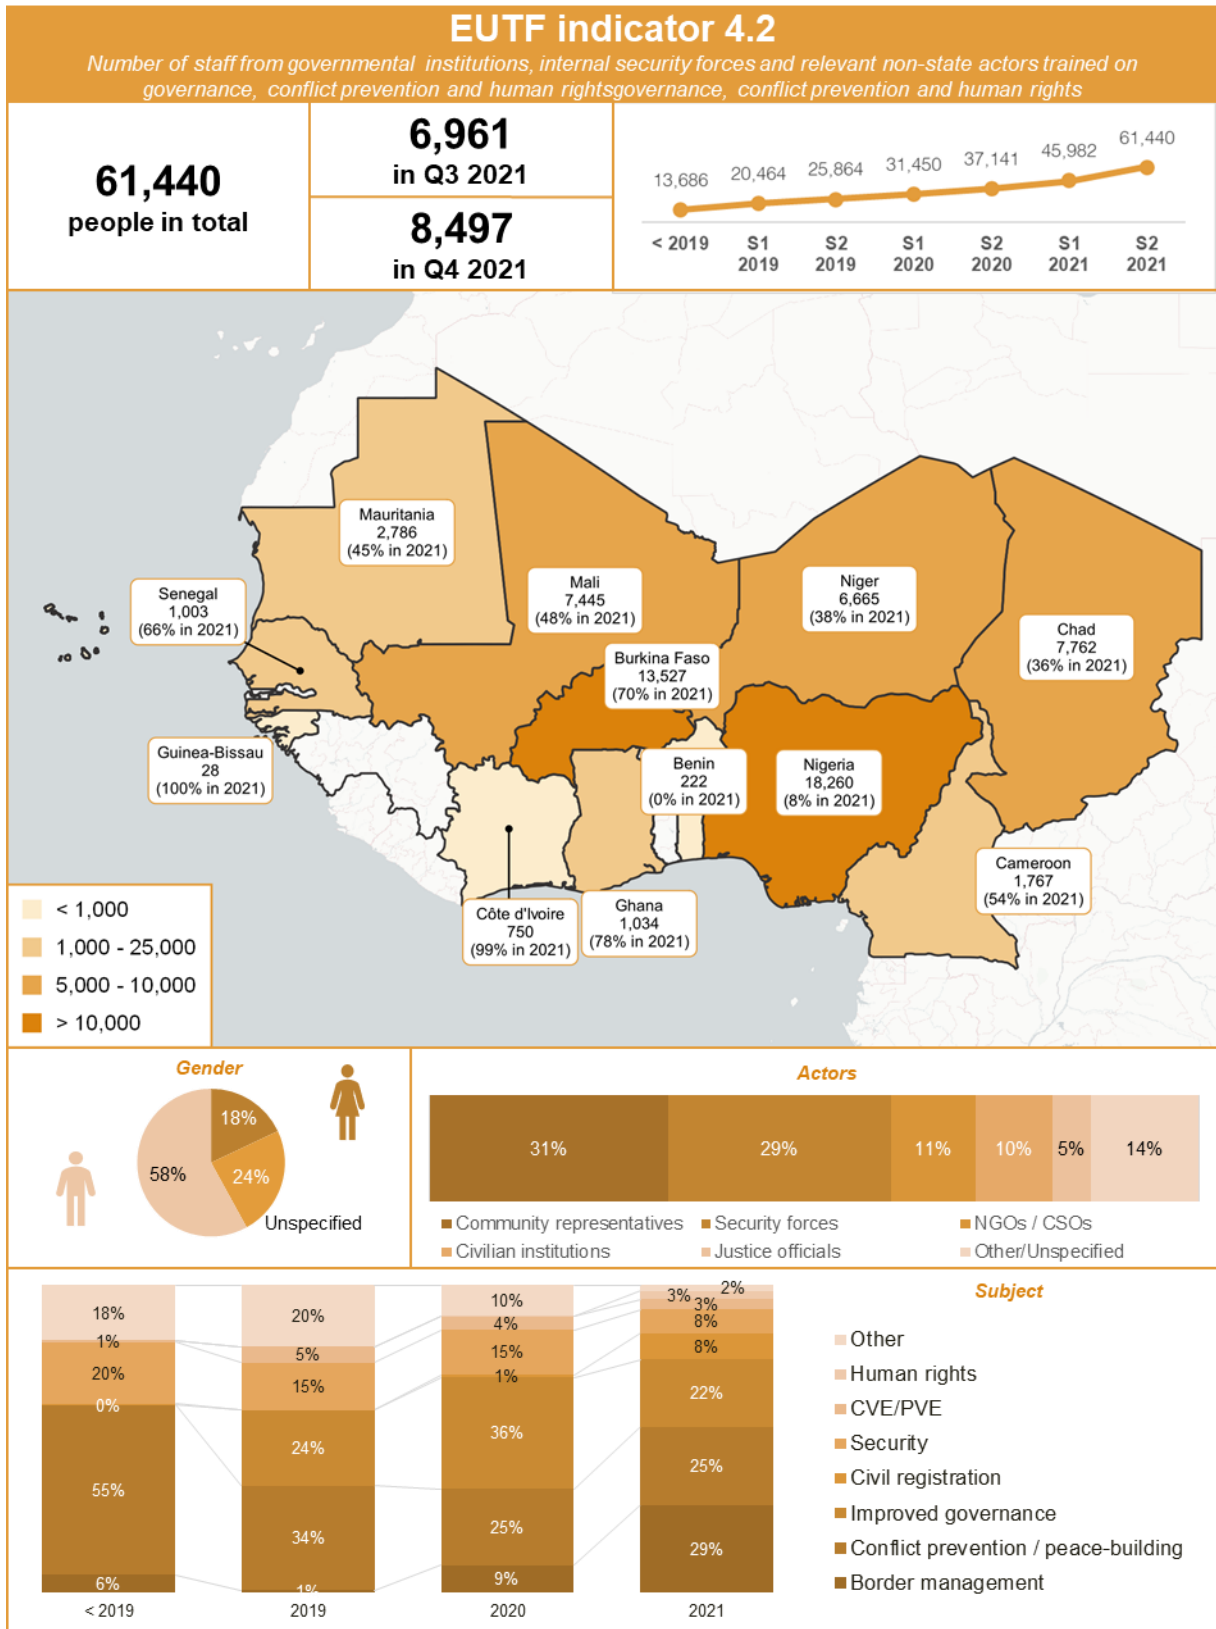 EUTF indicator 4.2
Number of staff from governmental institutions, internal security forces and relevant non-state actors trained on
governance, conflict prevention and human rightsgovernance, conflict prevention and human rights
61,440
people in total
6,961
in Q3 2021
8,497
in Q4 2021
13,686
20,464
25,864
31,450
37,141
45,982
61,440
< 2019
S1
2019
S2
2019
S1
2020
S2
2020
S1
2021
S2
2021
Mauritania
2,786
(45% in 2021)
Senegal
1,003
(66% in 2021)
Mali
7,445
(48% in 2021)
Niger
6,665
(38% in 2021)
Chad
7,762
(36% in 2021)
Burkina Faso
13,527
(70% in 2021)
Guinea-Bissau
28
(100% in 2021)
Benin
222
(0% in 2021)
Nigeria
18,260
(8% in 2021)
Cameroon
1,767
(54% in 2021)
Côte d'Ivoire
750
(99% in 2021)
Ghana
1,034
(78% in 2021)
< 1,000
1,000 - 25,000
5,000 - 10,000
> 10,000
Gender
18%
24%
58%
Unspecified
Actors
31%
29%
11%
10%
5%
14%
Community representatives
Security forces
NGOs / CSOs
Civilian institutions
Justice officials
Other/Unspecified
18%
1%
20%
0%
55%
6%
< 2019
20%
5%
15%
24%
34%
1%
2019
10%
4%
15%
1%
36%
25%
9%
2020
2%
3%
3%
8%
8%
22%
25%
29%
2021
Subject
Other
Human rights
CVE/PVE
Security
Civil registration
Improved governance
Conflict prevention / peace-building
Border management